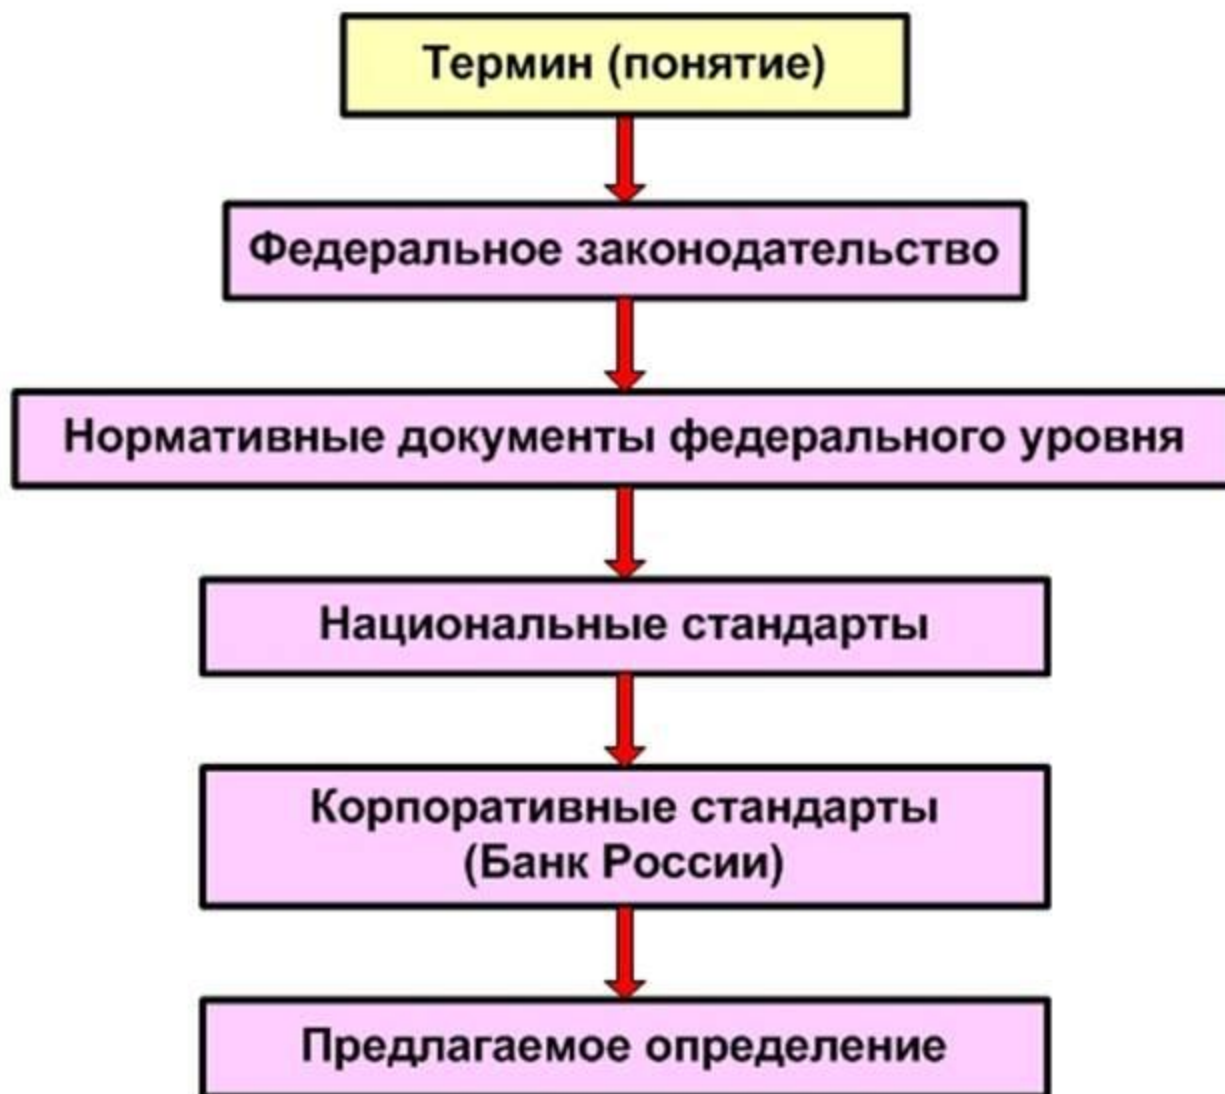 Термин (понятие)
Федеральное законодательство
Нормативные документы федерального уровня
Национальные стандарты
Корпоративные стандарты
(Банк России)
Предлагаемое определение